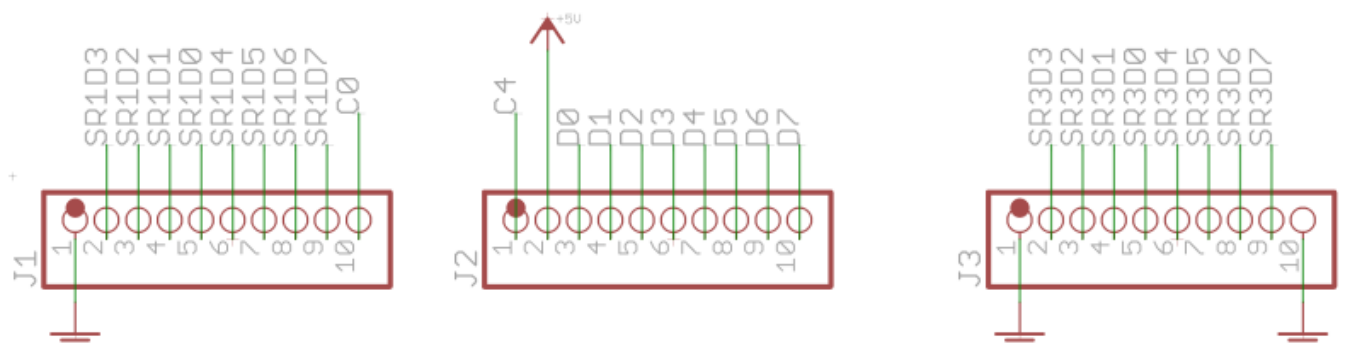 +5V
SR1D3
SR1D2
SR1D1
SR1D0
SR1D4
SR1D5
SR1D6
SR1D7
C0
J1
1
2
3
4
5
6
7
8
9
10
C4
D0
D1
D2
D3
D4
D5
D6
D7
J2
1
2
3
4
5
6
7
8
9
10
SR3D3
SR3D2
SR3D1
SR3D0
SR3D4
SR3D5
SR3D6
SR3D7
J3
1
2
3
4
5
6
7
8
9
10